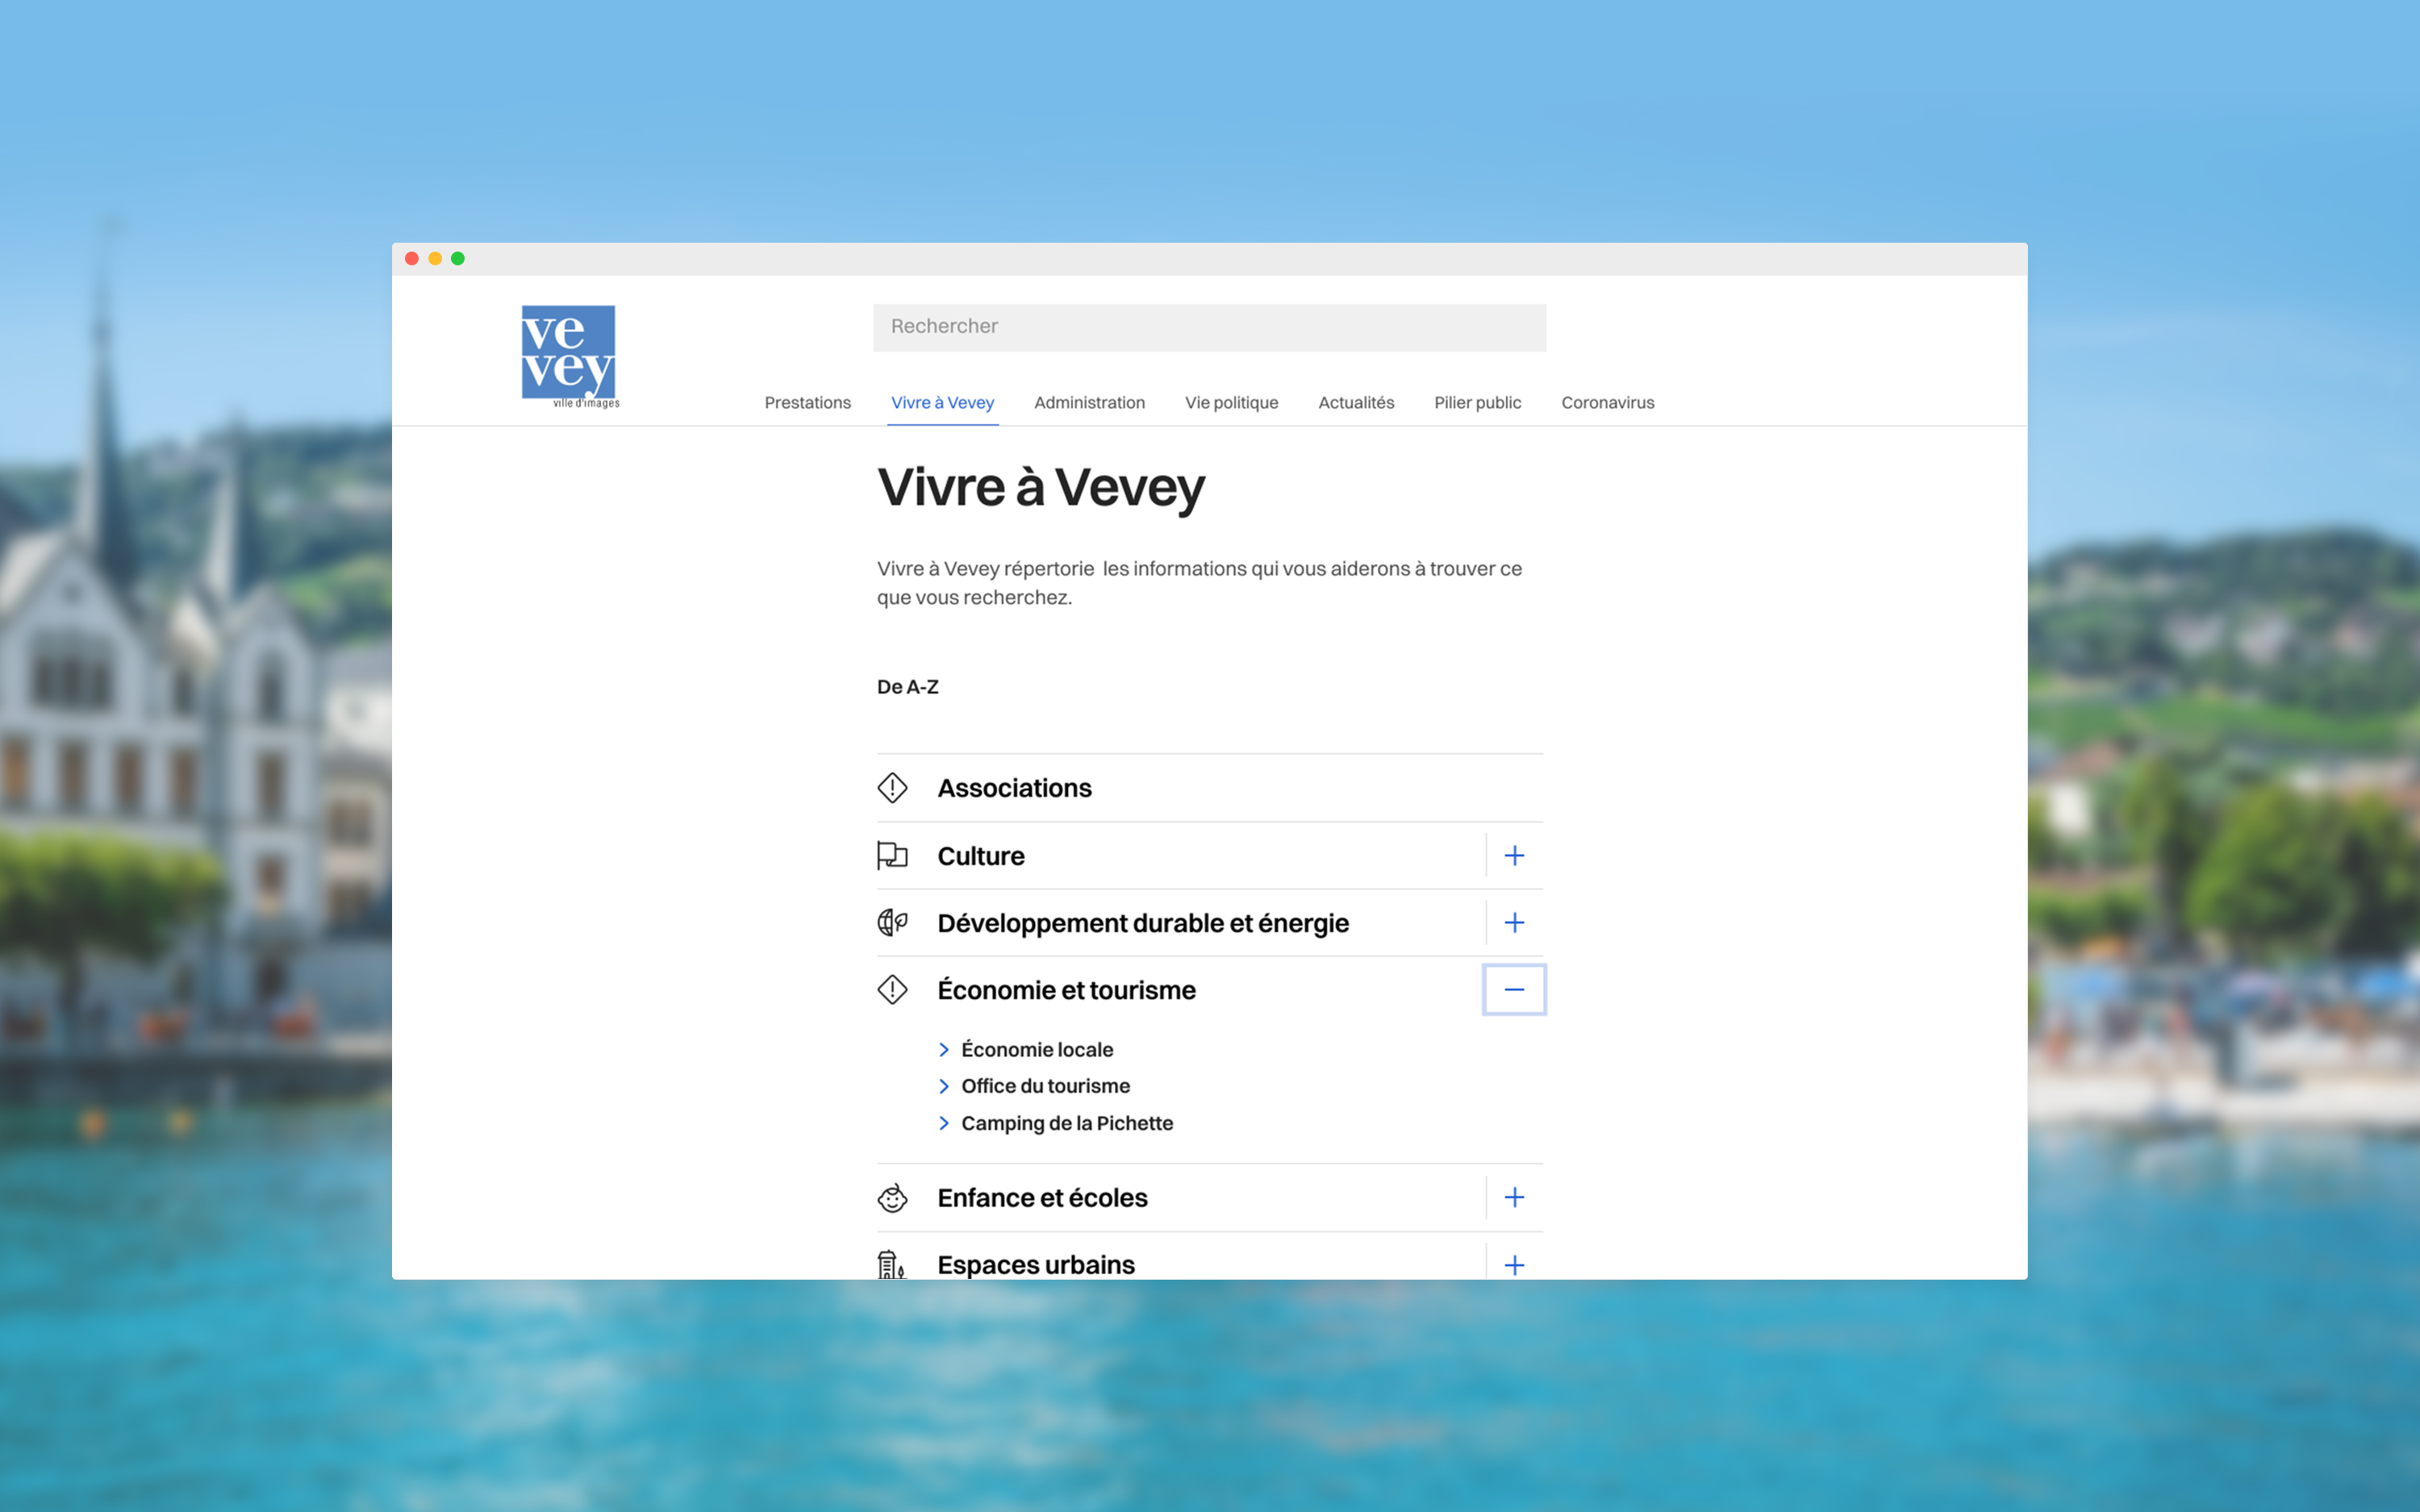 ve
vey
ville d'images
Rechercher
Prestations Vivre à Vevey Administration Vie politique Actualités Pilier public Coronavirus
Vivre à Vevey
Vivre à Vevey répertorie les informations qui vous aiderons à trouver ce
que vous recherchez.
De A-Z
Associations
Culture
Développement durable et énergie
Économie et tourisme
Économie locale
Office du tourisme
Camping de la Pichette
Enfance et écoles
Espaces urbains